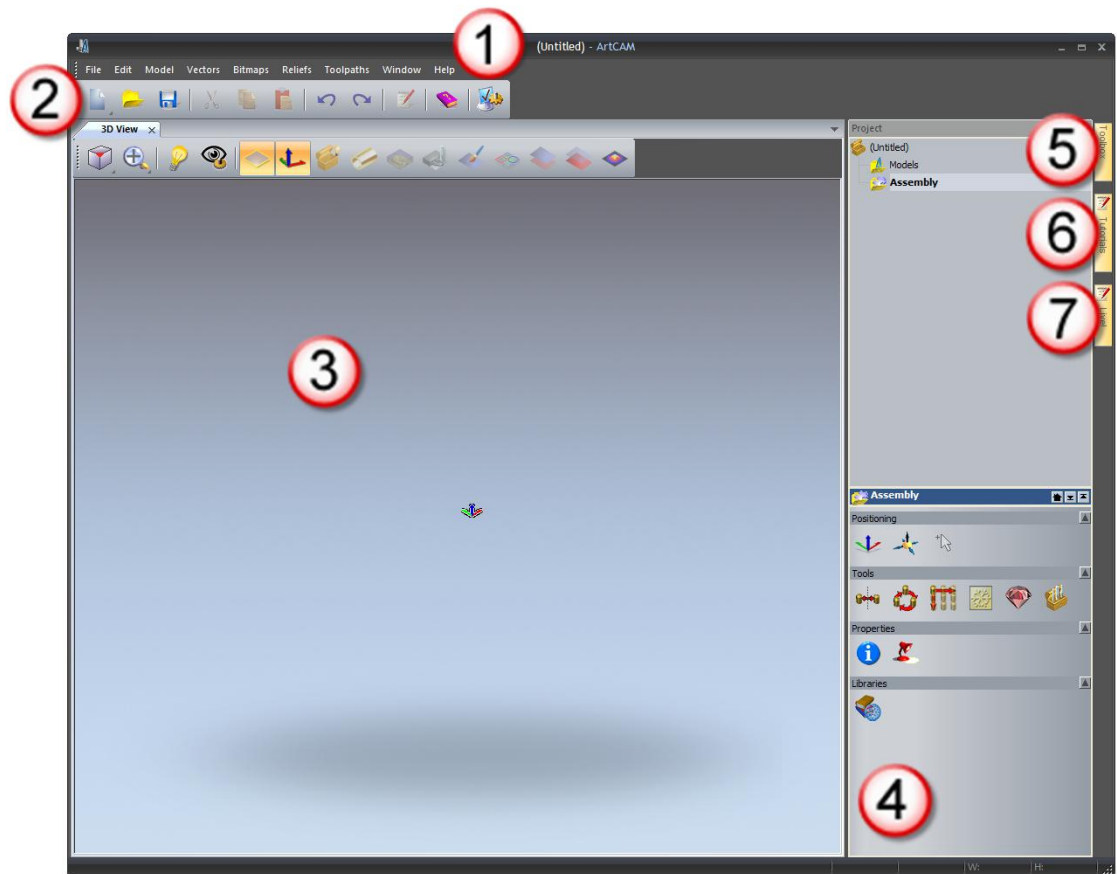 1
(Untitled) - ArtCAM
File Edit Model Vectors Bitmaps Reliefs Toolpaths Window Help
2
3D View
Project
(Untitled)
Models
Assembly
5
Toolbox
6
Tutorials
7
3
Assembly
Positioning
Tools
Properties
Libraries
4
W: H: